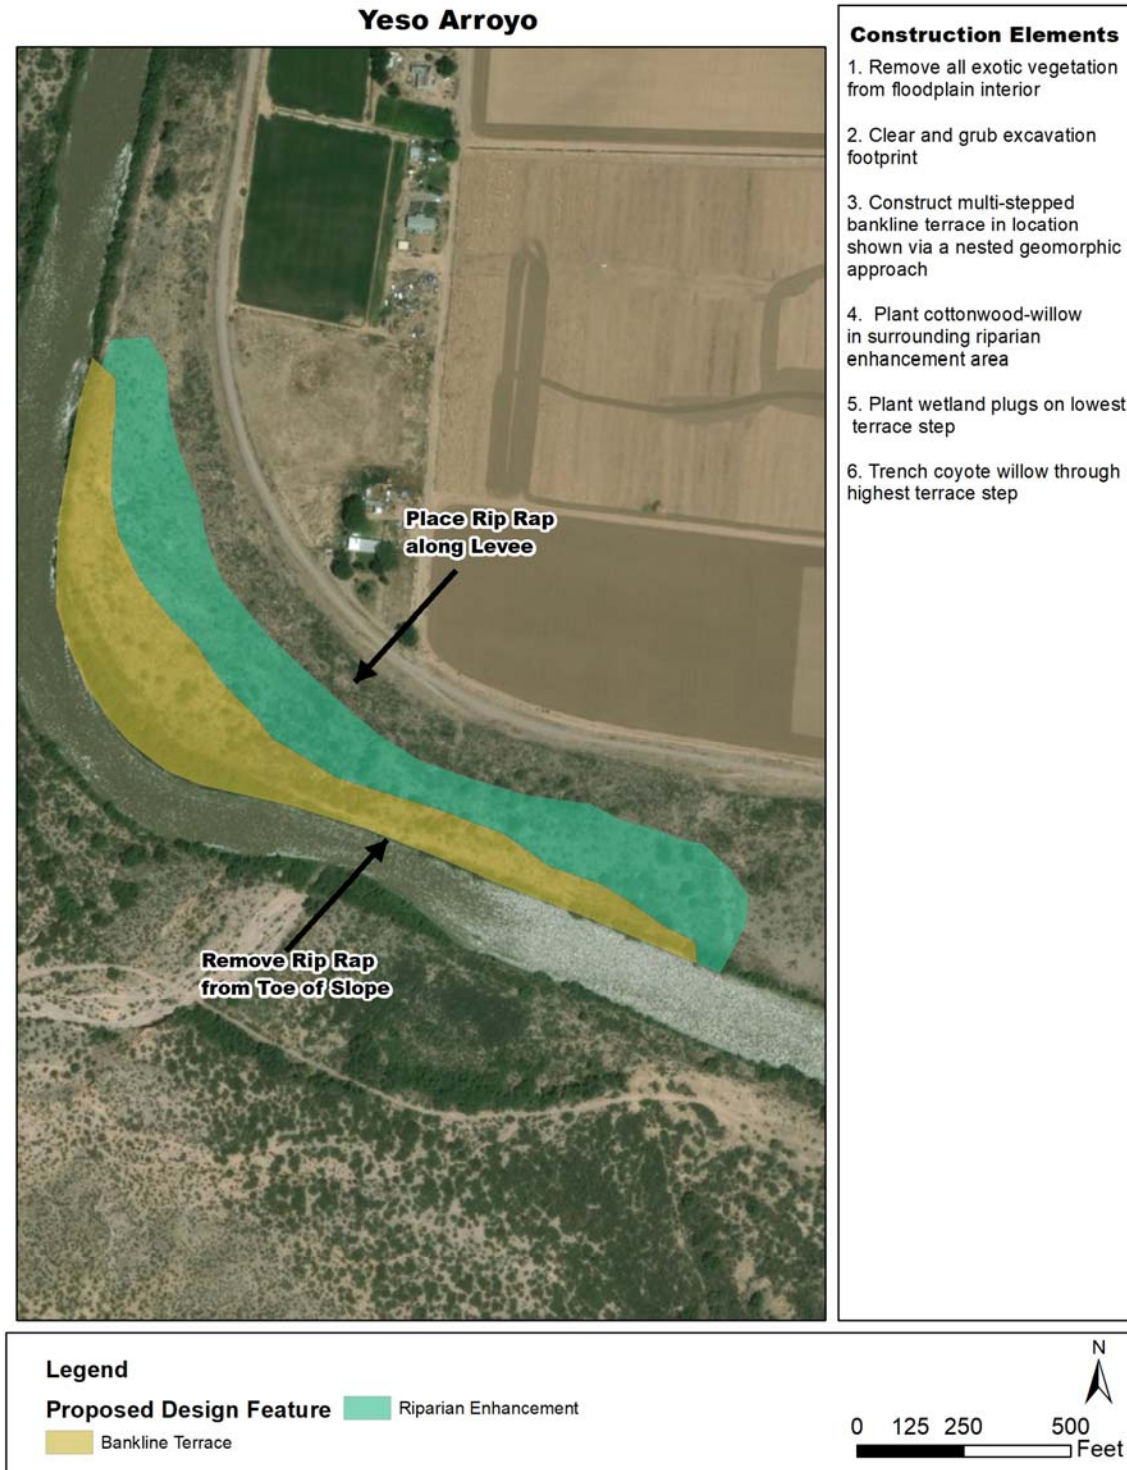 Yeso Arroyo
Construction Elements
1. Remove all exotic vegetation
from floodplain interior
2. Clear and grub excavation
footprint
3. Construct multi-stepped
bankline terrace in location
shown via a nested geomorphic
approach
4. Plant cottonwood-willow
in surrounding riparian
enhancement area
5. Plant wetland plugs on lowest
terrace step
6. Trench coyote willow through
highest terrace step
Place Rip Rap
along Levee
Remove Rip Rap
from Toe of Slope
Legend
Proposed Design Feature
Riparian Enhancement
Bankline Terrace
N
0 125 250 500
Feet